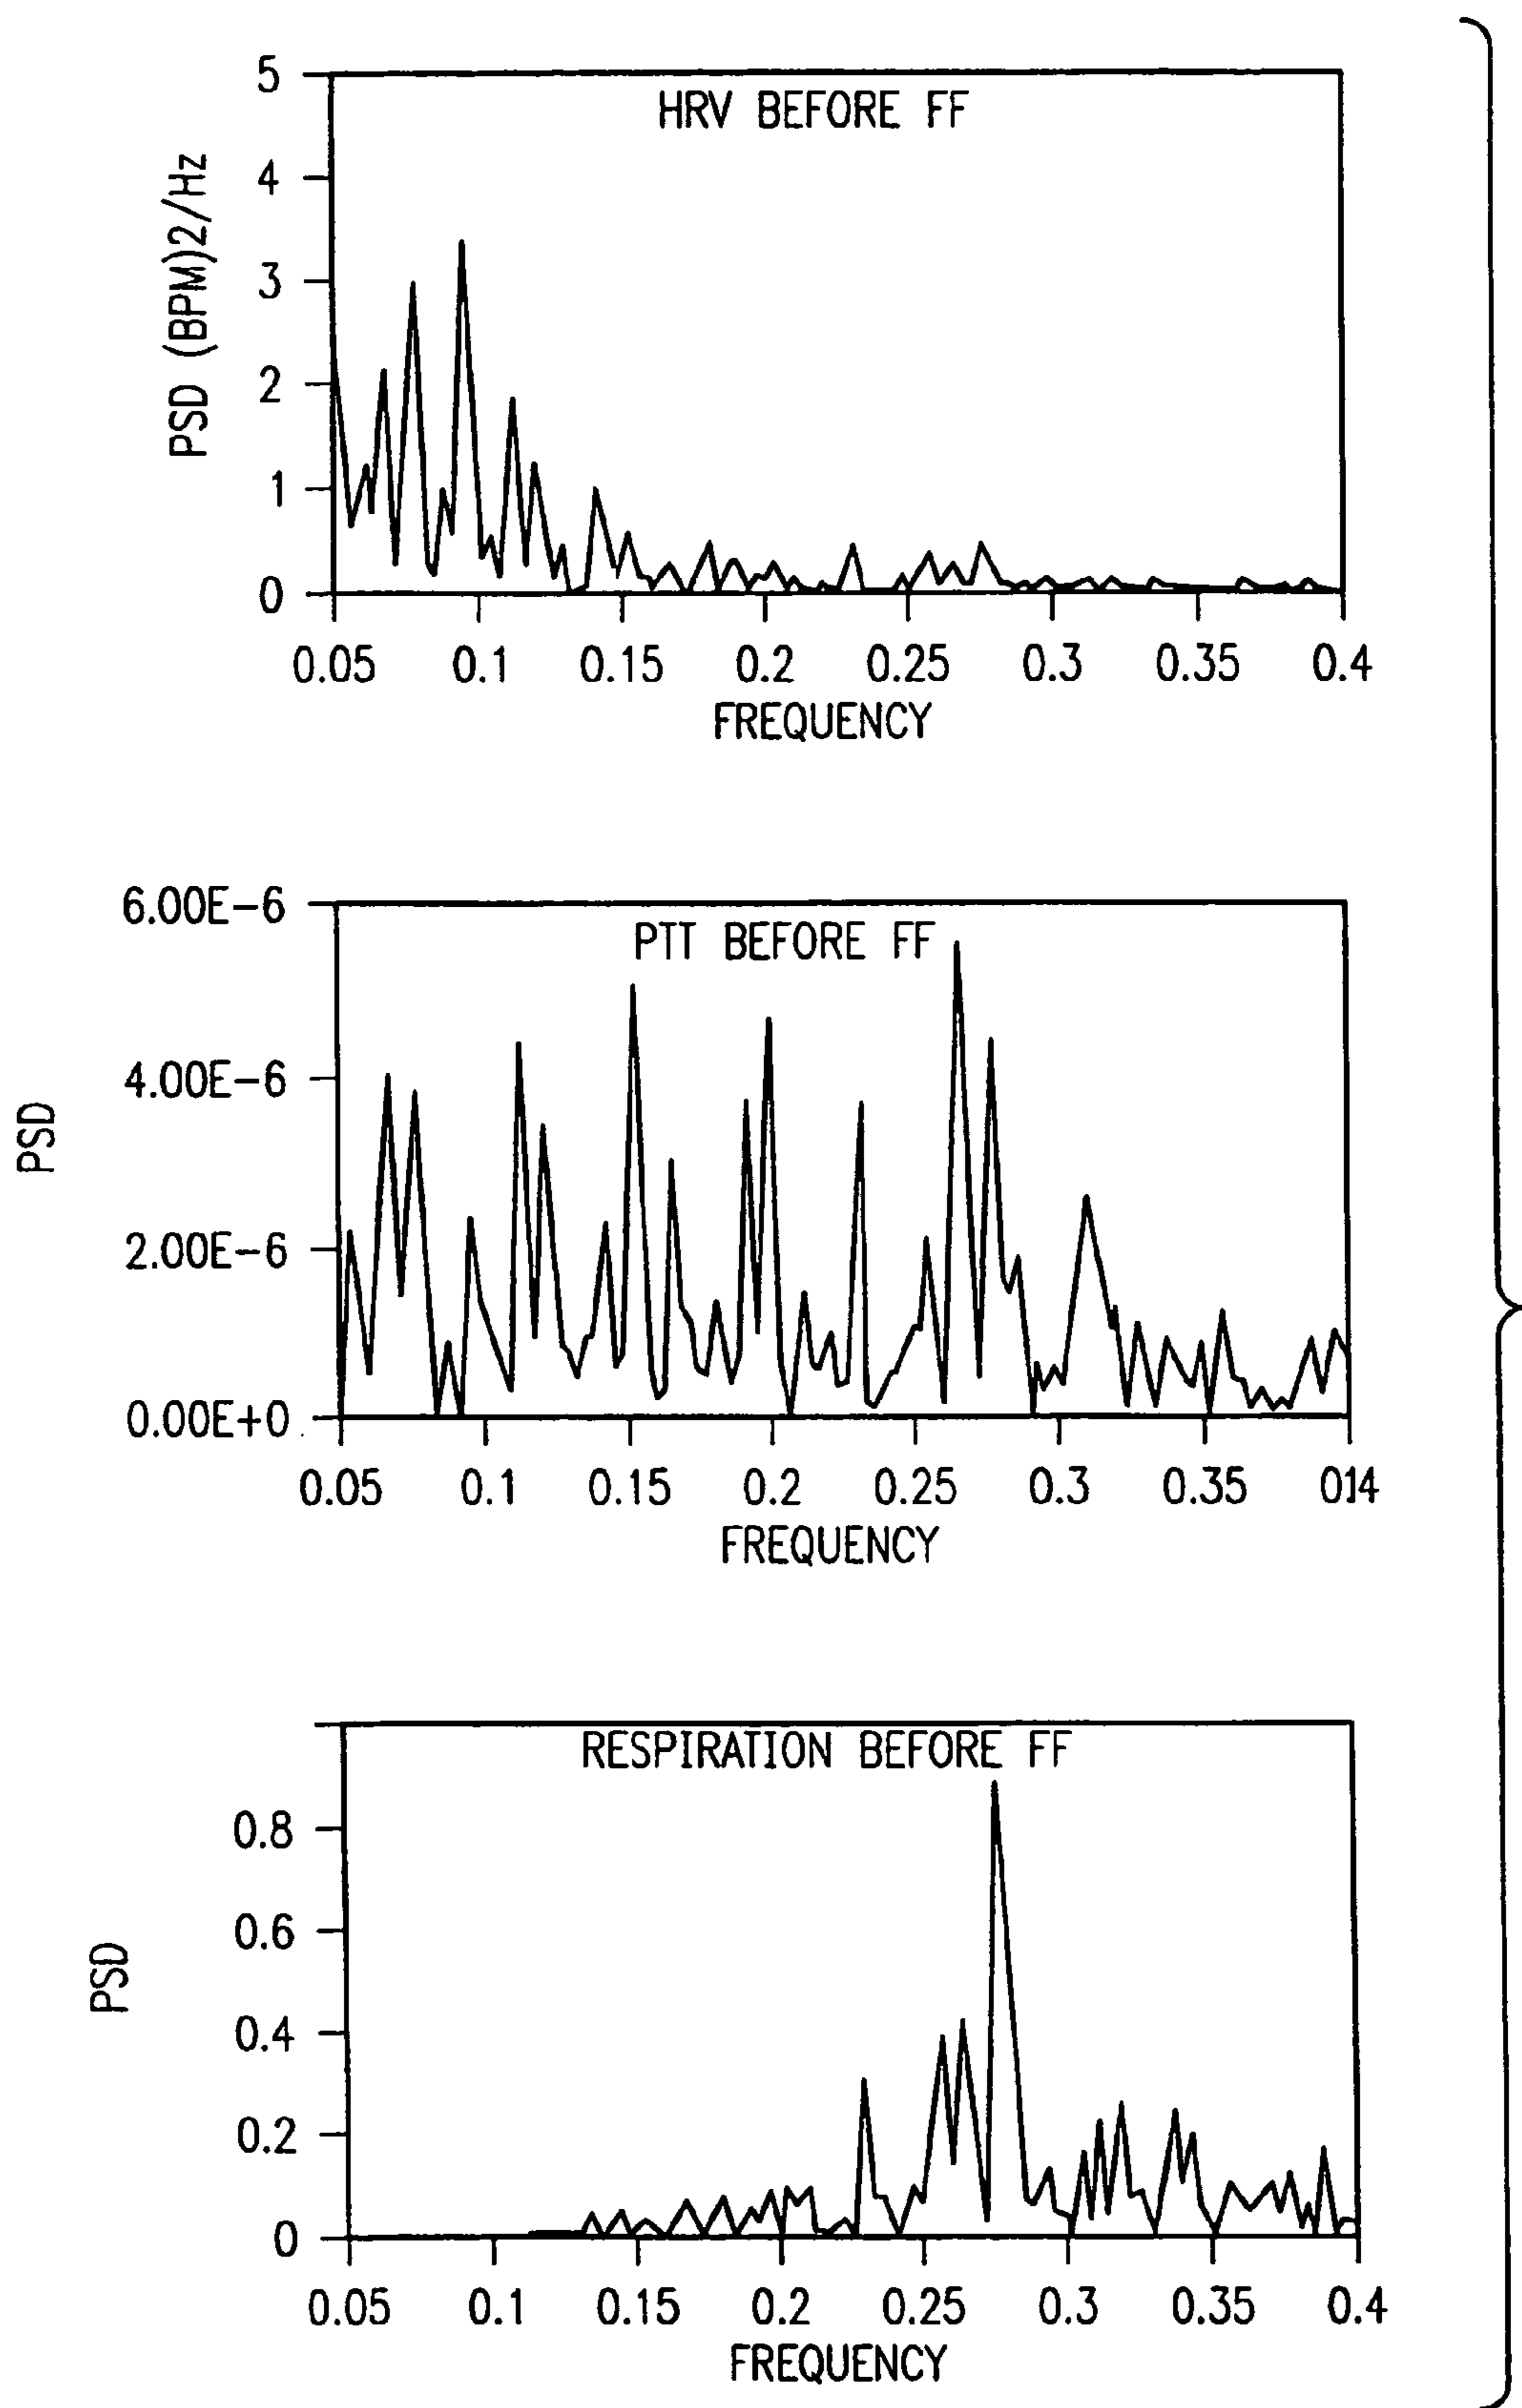 HRV BEFORE FF
PSD (BPM)2/Hz
5
4
3
2
1
0
0.05 0.1 0.15 0.2 0.25 0.3 0.35 0.4
FREQUENCY
PTT BEFORE FF
PSD
6.00E-6
4.00E-6
2.00E-6
0.00E+0
0.05 0.1 0.15 0.2 0.25 0.3 0.35 014
FREQUENCY
RESPIRATION BEFORE FF
PSD
0.8
0.6
0.4
0.2
0
0.05 0.1 0.15 0.2 0.25 0.3 0.35 0.4
FREQUENCY